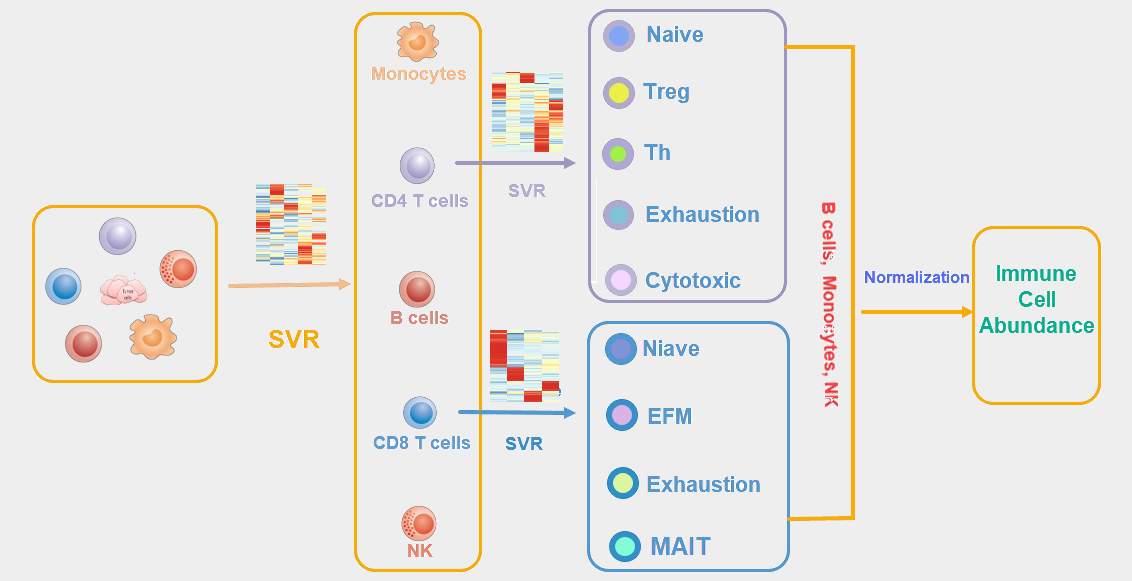 Tumor
cells
SVR
Monocytes
CD4 T cells
B cells
CD8 T cells
NK
SVR
SVR
Naive
Treg
Th
Exhaustion
Cytotoxic
Niave
EFM
Exhaustion
MAIT
B cells, Monocytes, NK
Normalization
Immune
Cell
Abundance